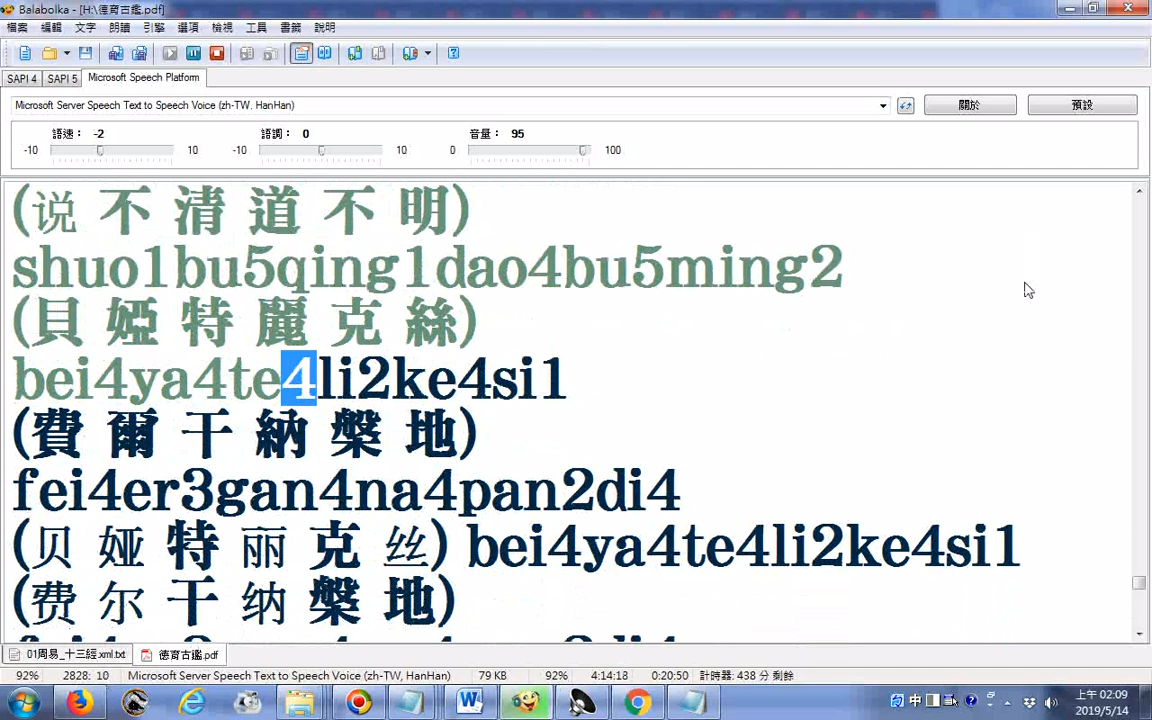 Balabolka - [H:\德育古鑑.pdf]
檔案 編輯 文字 朗讀 引擎 選項 檢視 工具 書籤 說明
SAPI 4 SAPI 5 Microsoft Speech Platform
Microsoft Server Speech Text to Speech Voice (zh-TW, HanHan) 關於 預設
語速： -2 語調： 0 音量： 95
-10 10 -10 10 0 100
(说不清道不明)
shuo1bu5qing1dao4bu5ming2
(貝婭特麗克絲)
bei4ya4te4li2ke4si1
(費爾干納槃地)
fei4er3gan4na4pan2di4
(贝娅特丽克丝) bei4ya4te4li2ke4si1
(费尔干纳槃地)
01周易_十三經.xml.txt 德育古鑑.pdf
92% 2828: 10 Microsoft Server Speech Text to Speech Voice (zh-TW, HanHan) 79 KB 92% 4:14:18 0:20:50 計時器: 438 分 剩餘
中 上午 02:09
2019/5/14